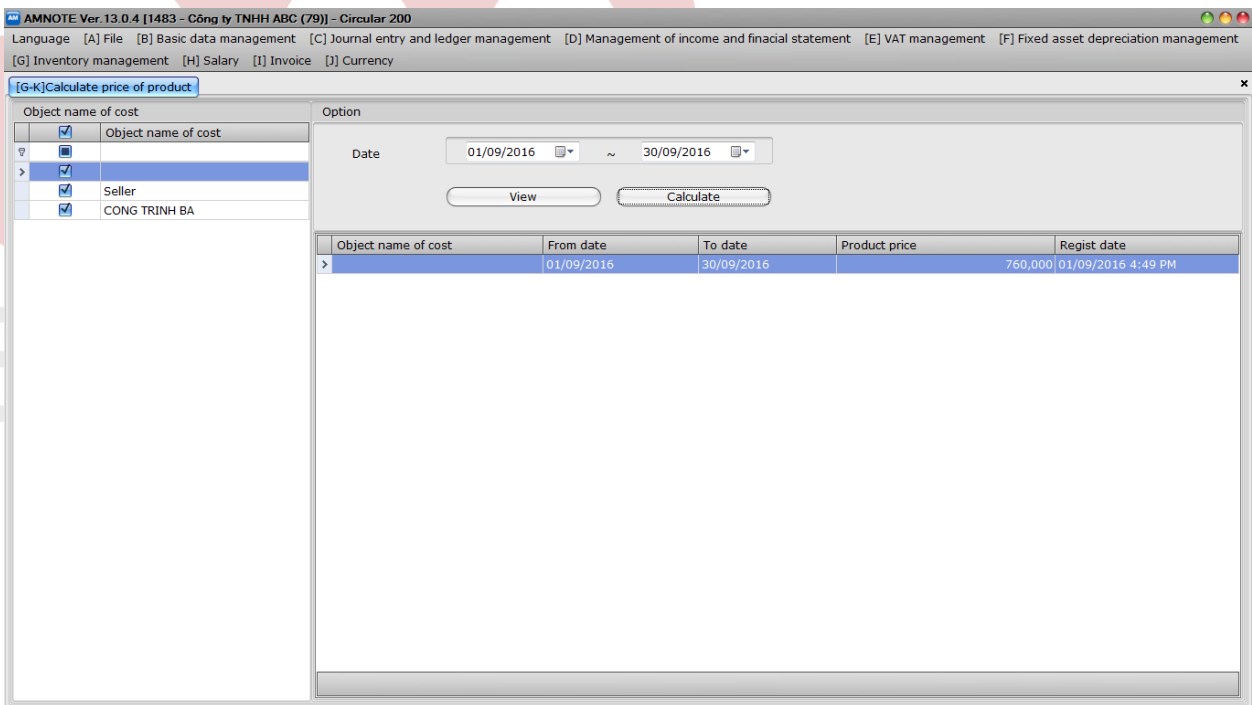 AMNOTE Ver.13.0.4 [1483 - Công ty TNHH ABC (79)] - Circular 200
Language [A] File [B] Basic data management [C] Journal entry and ledger management [D] Management of income and finacial statement [E] VAT management [F] Fixed asset depreciation management
[G] Inventory management [H] Salary [I] Invoice [J] Currency
[G-K]Calculate price of product
Object name of cost
Object name of cost
Seller
CONG TRINH BA
Option
Date 01/09/2016 ~ 30/09/2016
View Calculate
Object name of cost From date To date Product price Regist date
01/09/2016 30/09/2016 760,000 01/09/2016 4:49 PM